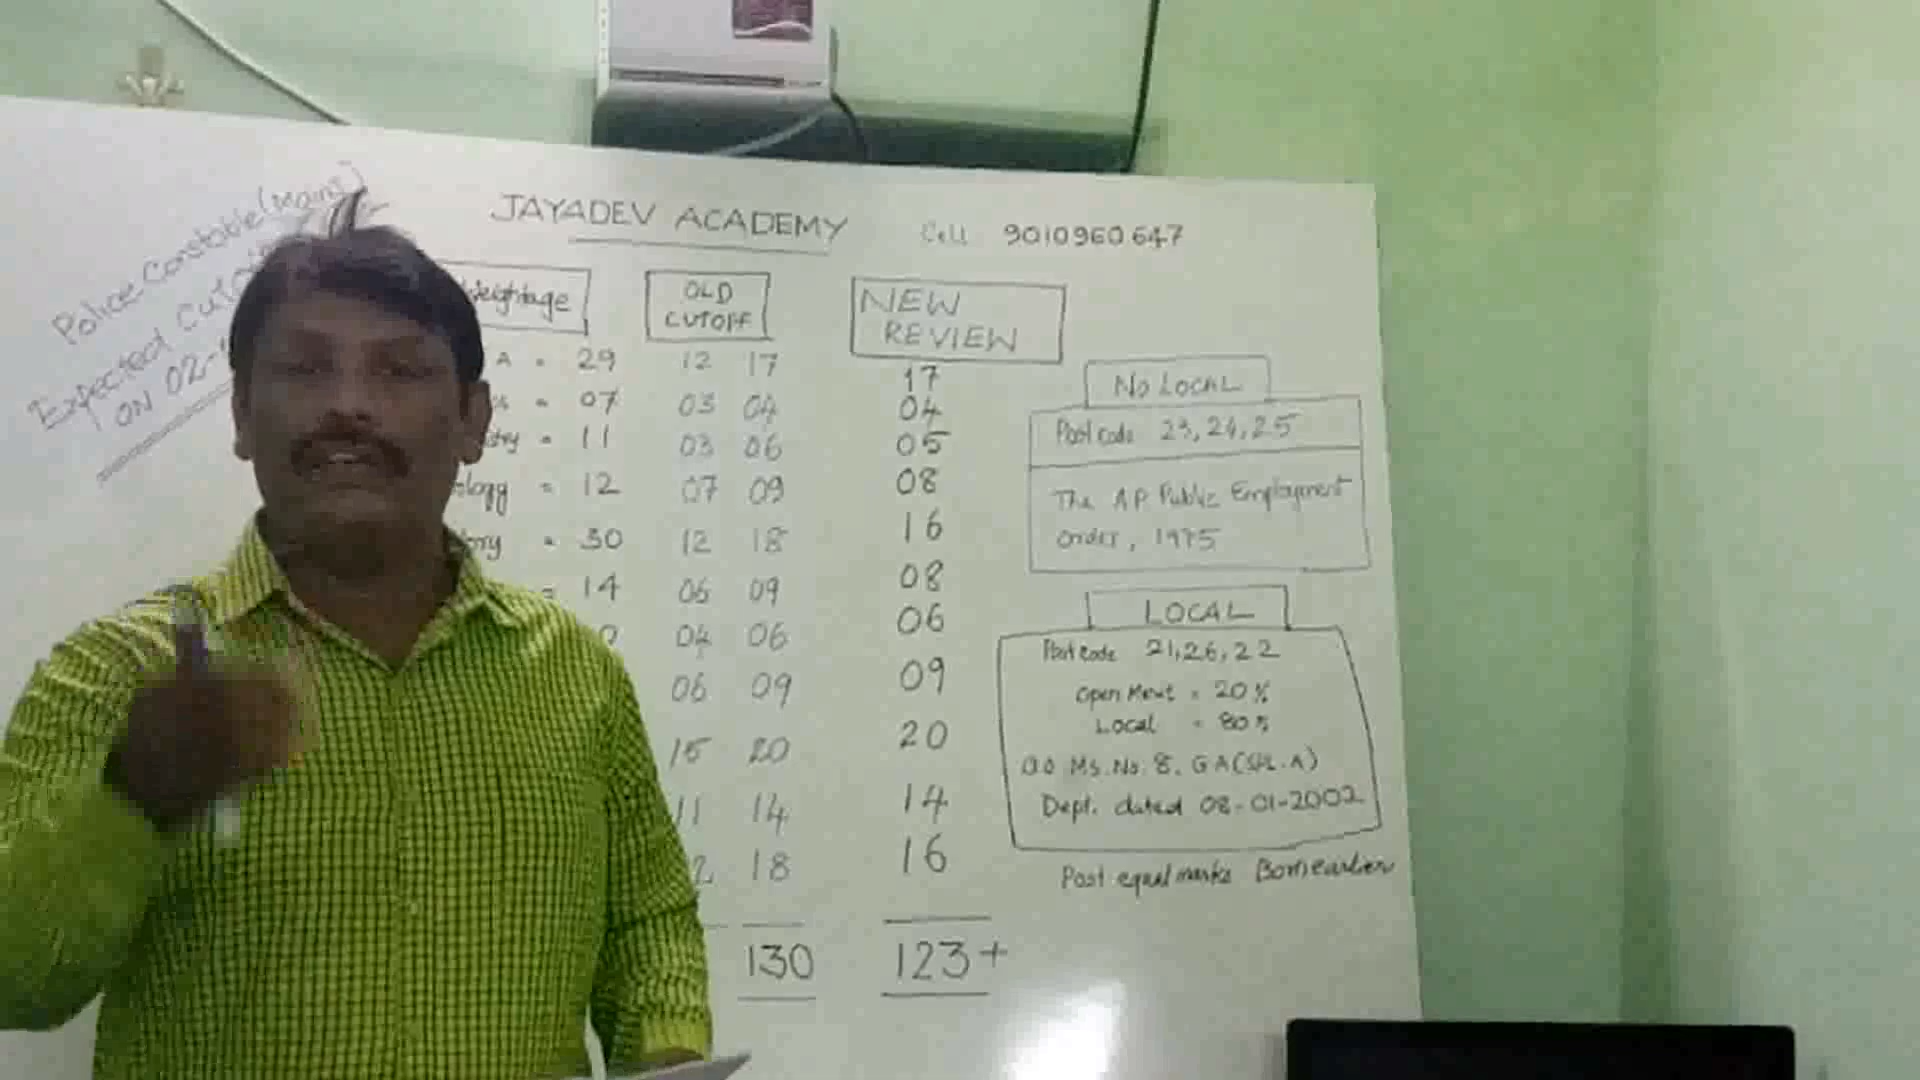 Police Constable (Mains)
Expected Cutoff
ON 02-
JAYADEV ACADEMY
Cell 9010960647
Weightage
OLD
CUTOFF
NEW
REVIEW
A = 29 12 17 17
= 07 03 04 04
= 11 03 06 05
= 12 07 09 08
= 30 12 18 16
= 14 06 09 08
04 06 06
06 09 09
15 20 20
11 14 14
18 16
130 123+
NO LOCAL
Post code 23, 24, 25
The AP Public Employment
Order, 1975
LOCAL
Post code 21, 26, 22
Open Merit = 20%
Local = 80%
Ms. No. 8. GA(SPL.A)
Dept. dated 08-01-2002
Post equal marks Born earlier